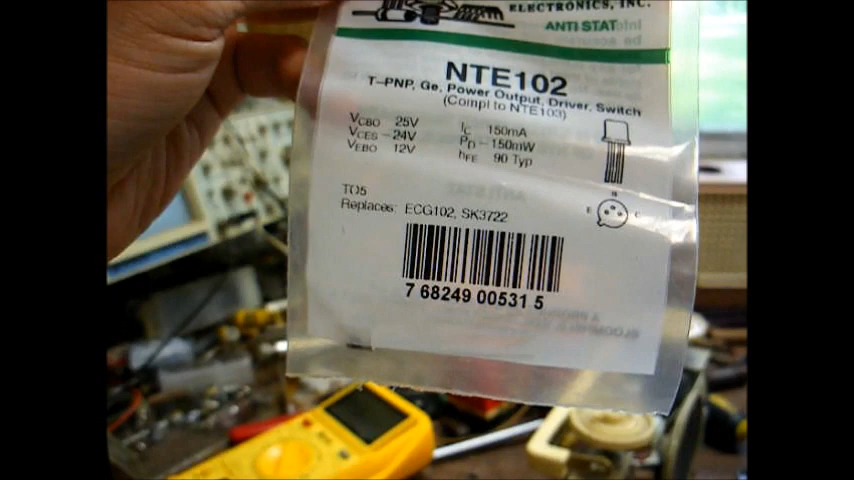 ELECTRONICS, INC.
ANTI STAT
NTE102
T-PNP, Ge, Power Output, Driver, Switch
(Compl to NTE103)
VCBO 25V
VCES - 24V
VEBO 12V
IC 150mA
PD - 150mW
hFE 90 Typ
B
E C
TO5
Replaces: ECG102, SK3722
7 68249 00531 5